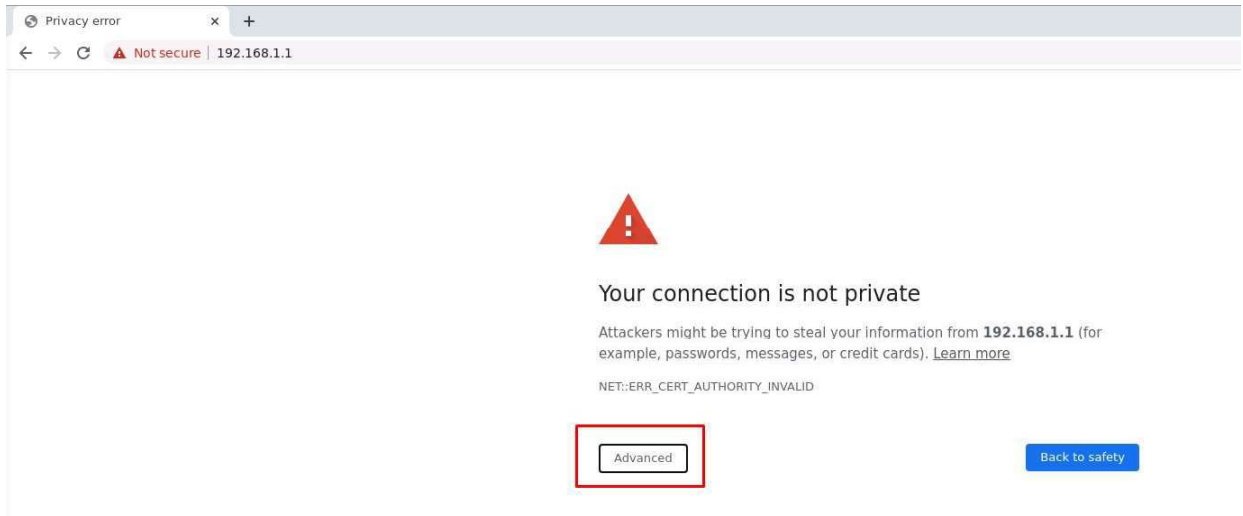 Privacy error
Not secure | 192.168.1.1
Your connection is not private
Attackers might be trying to steal your information from 192.168.1.1 (for
example, passwords, messages, or credit cards). Learn more
NET::ERR_CERT_AUTHORITY_INVALID
Advanced
Back to safety